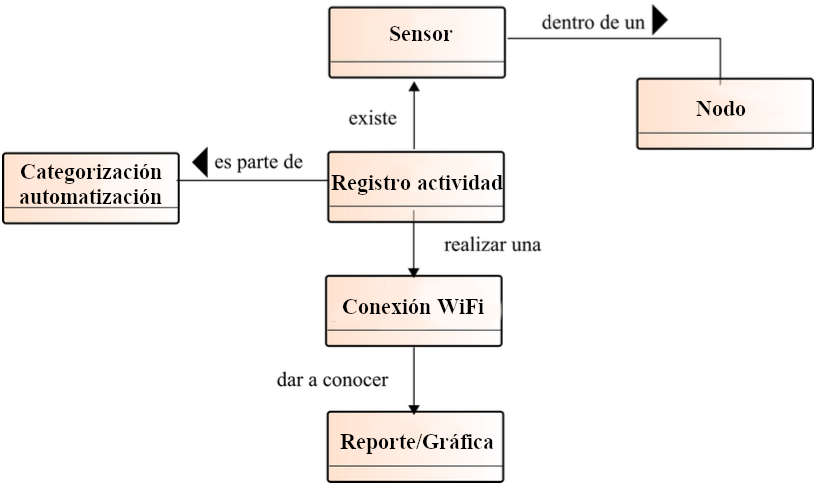 Sensor
dentro de un
Nodo
existe
Categorización
automatización
es parte de
Registro actividad
realizar una
Conexión WiFi
dar a conocer
Reporte/Gráfica